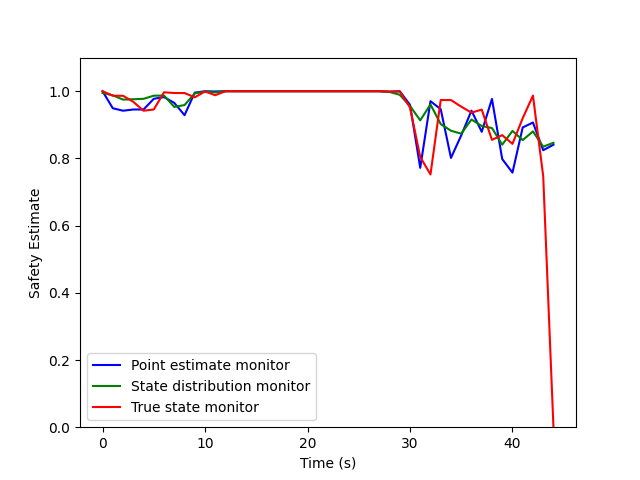 1.0
0.8
0.6
0.4
0.2
0.0
Safety Estimate
Point estimate monitor
State distribution monitor
True state monitor
0 10 20 30 40
Time (s)